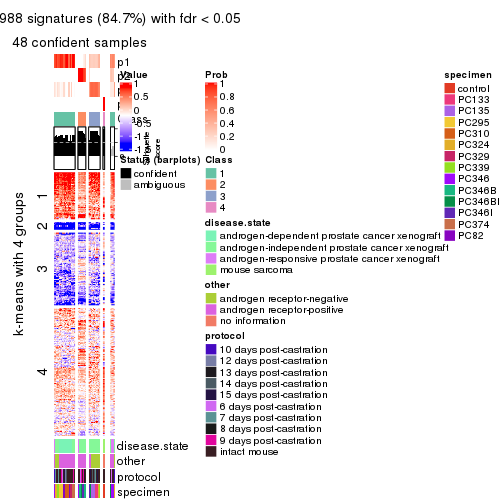 988 signatures (84.7%) with fdr < 0.05
48 confident samples
p1
p2
Class
k-means with 4 groups
1
2
3
4
disease.state
other
protocol
specimen
Value
1
0.5
0
-0.5
Status (barplots)
confident
ambiguous
Prob
1
0.8
0.6
0.4
0.2
0
Class
1
2
3
4
disease.state
androgen-dependent prostate cancer xenograft
androgen-independent prostate cancer xenograft
androgen-responsive prostate cancer xenograft
mouse sarcoma
other
androgen receptor-negative
androgen receptor-positive
no information
protocol
10 days post-castration
12 days post-castration
13 days post-castration
14 days post-castration
15 days post-castration
6 days post-castration
7 days post-castration
8 days post-castration
9 days post-castration
intact mouse
specimen
control
PC133
PC135
PC295
PC310
PC324
PC329
PC339
PC346
PC346B
PC346BI
PC346I
PC374
PC82